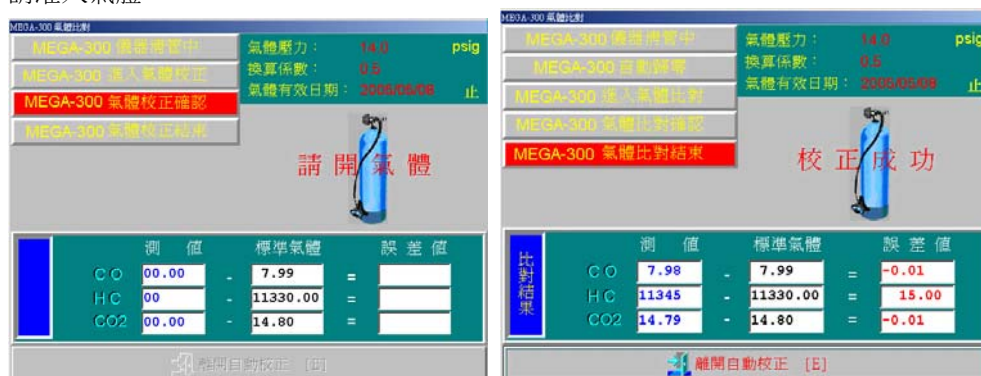 MEGA-300 氣體比對
MEGA-300 儀器清管中
MEGA-300 進入氣體校正
MEGA-300 氣體校正確認
MEGA-300 氣體校正結束
氣體壓力： 14.0 psig
換算係數： 0.5
氣體有效日期： 2005/05/08 止
請開氣體
測 值 標準氣體 誤差值
CO 00.00 - 7.99 =
HC 00 - 11330.00 =
CO2 00.00 - 14.80 =
離開自動校正 [E]
MEGA-300 氣體比對
MEGA-300 儀器清管中
MEGA-300 自動歸零
MEGA-300 進入氣體比對
MEGA-300 氣體比對確認
MEGA-300 氣體比對結束
氣體壓力： 14.0 psig
換算係數： 0.5
氣體有效日期： 2005/05/08 止
校正成功
比對結果
測 值 標準氣體 誤差值
CO 7.98 - 7.99 = -0.01
HC 11345 - 11330.00 = 15.00
CO2 14.79 - 14.80 = -0.01
離開自動校正 [E]